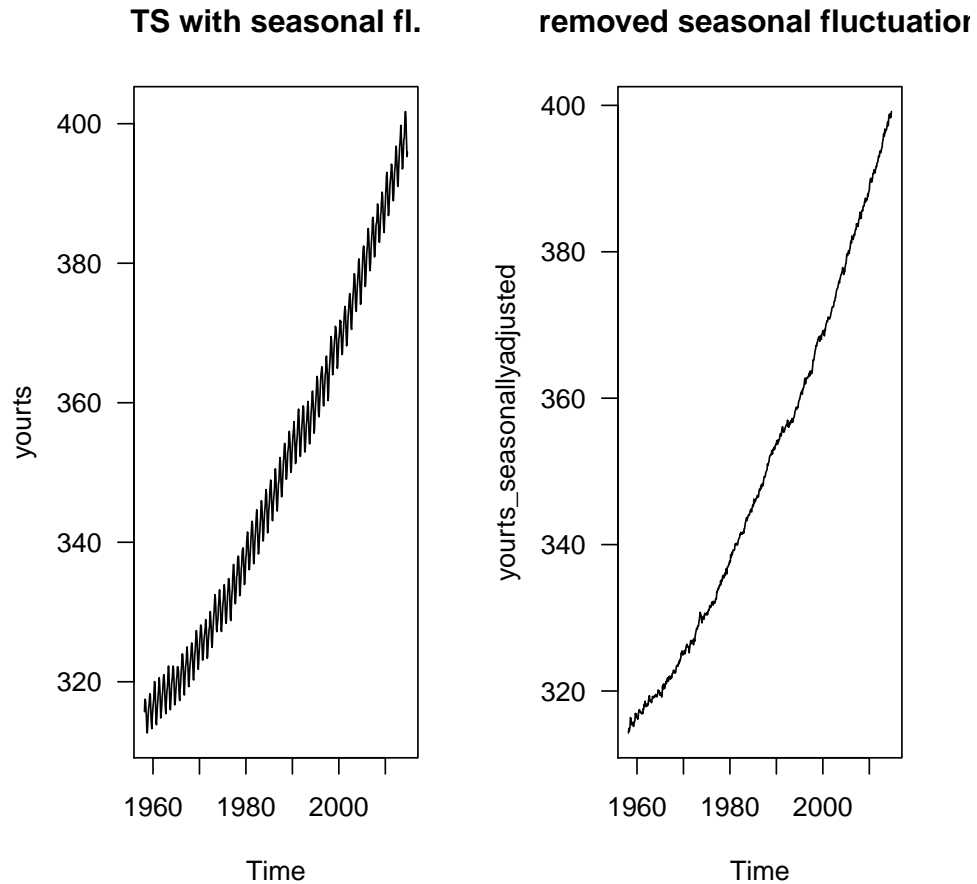 TS with seasonal fl.
yourts
400
380
360
340
320
1960 1980 2000
Time
removed seasonal fluctuation
yourts_seasonallyadjusted
400
380
360
340
320
1960 1980 2000
Time